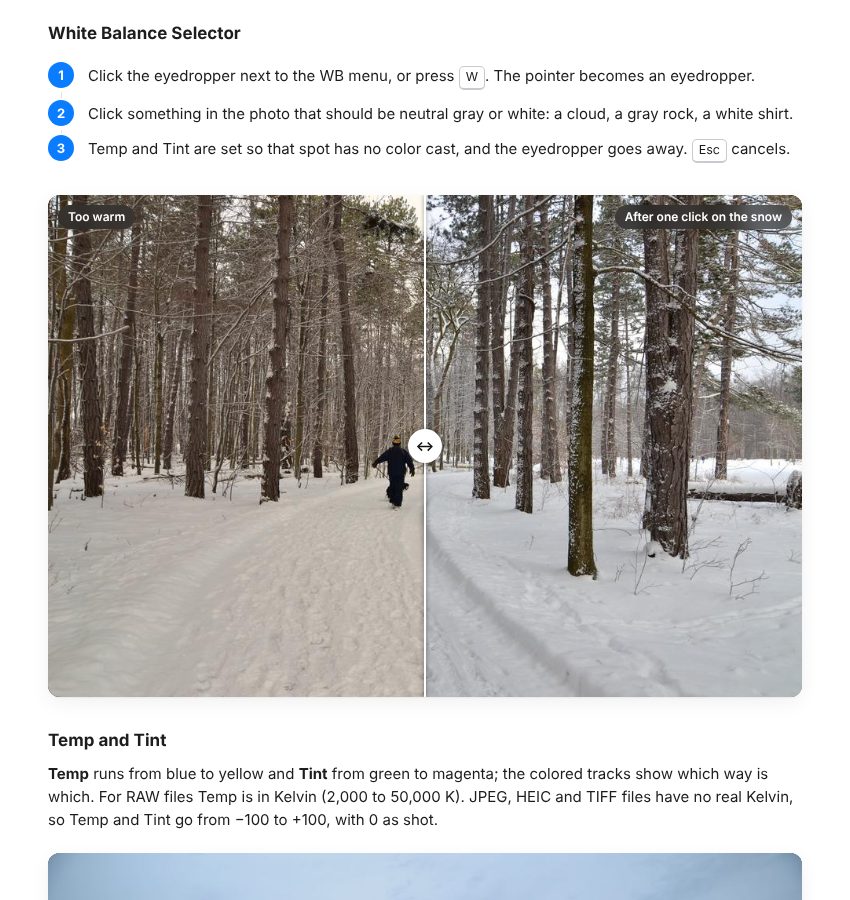 White Balance Selector
1 Click the eyedropper next to the WB menu, or press W. The pointer becomes an eyedropper.
2 Click something in the photo that should be neutral gray or white: a cloud, a gray rock, a white shirt.
3 Temp and Tint are set so that spot has no color cast, and the eyedropper goes away. Esc cancels.
Too warm
After one click on the snow
Temp and Tint
Temp runs from blue to yellow and Tint from green to magenta; the colored tracks show which way is
which. For RAW files Temp is in Kelvin (2,000 to 50,000 K). JPEG, HEIC and TIFF files have no real Kelvin,
so Temp and Tint go from −100 to +100, with 0 as shot.